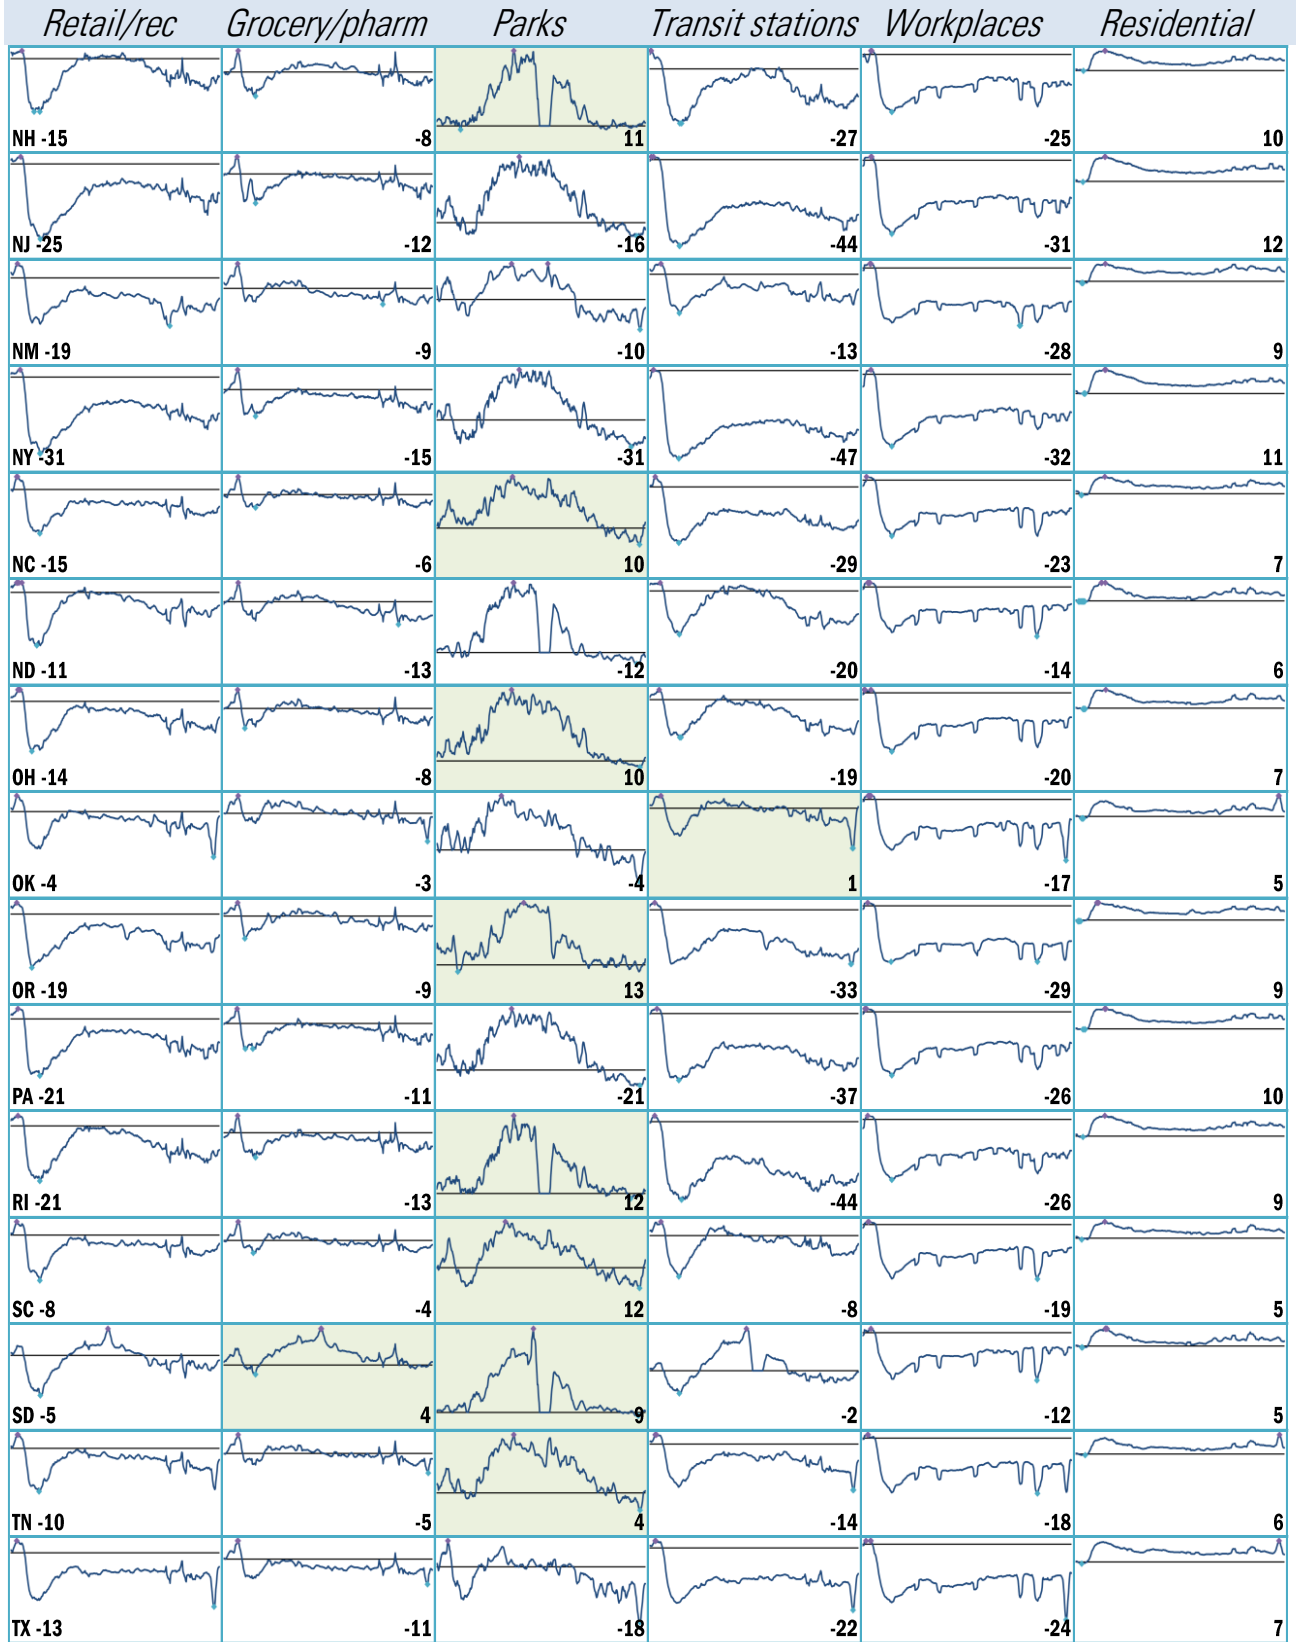 Retail/rec Grocery/pharm Parks Transit stations Workplaces Residential
NH -15 -8 11 -27 -25 10
NJ -25 -12 -16 -44 -31 12
NM -19 -9 -10 -13 -28 9
NY -31 -15 -31 -47 -32 11
NC -15 -6 10 -29 -23 7
ND -11 -13 -12 -20 -14 6
OH -14 -8 10 -19 -20 7
OK -4 -3 -4 1 -17 5
OR -19 -9 13 -33 -29 9
PA -21 -11 -21 -37 -26 10
RI -21 -13 12 -44 -26 9
SC -8 -4 12 -8 -19 5
SD -5 4 9 -2 -12 5
TN -10 -5 4 -14 -18 6
TX -13 -11 -18 -22 -24 7